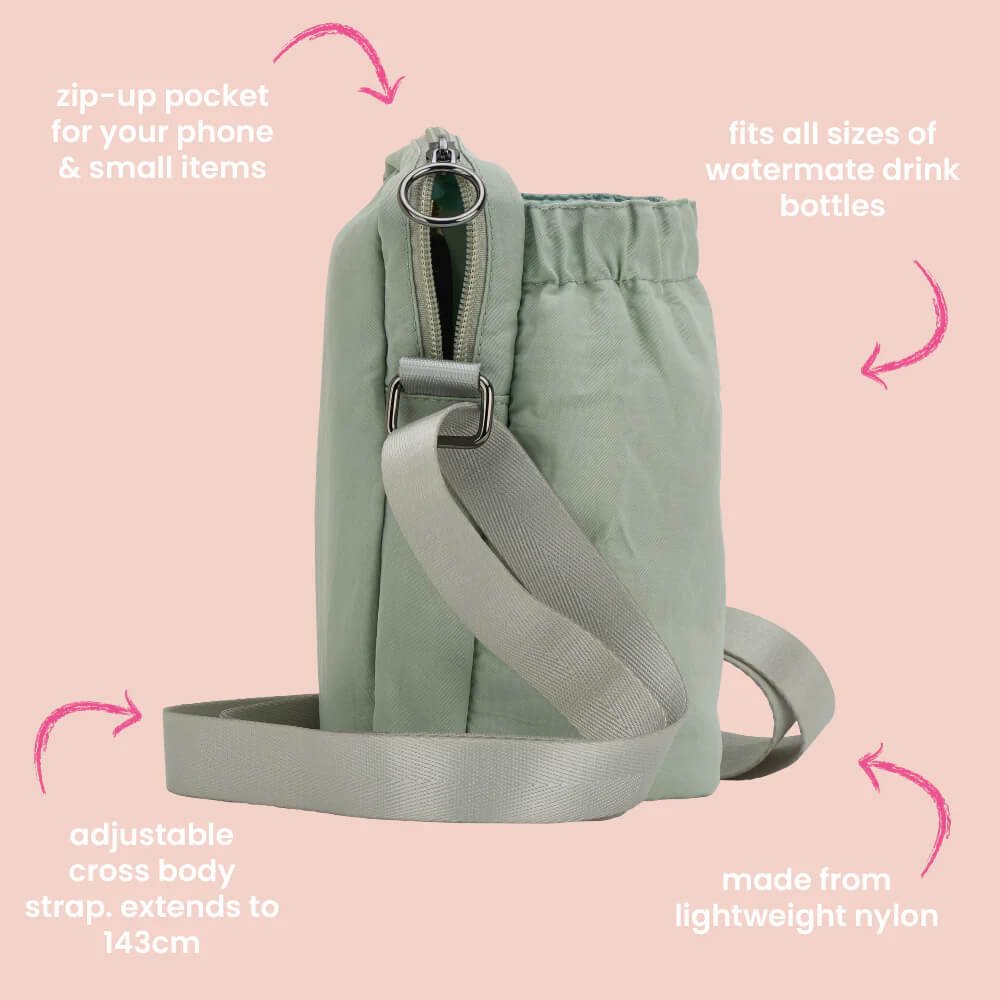 zip-up pocket
for your phone
& small items
fits all sizes of
watermate drink
bottles
adjustable
cross body
strap. extends to
143cm
made from
lightweight nylon